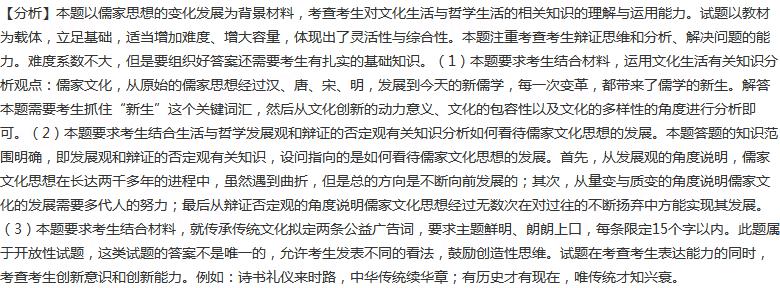 【分析】本题以儒家思想的变化发展为背景材料，考查考生对文化生活与哲学生活的相关知识的理解与运用能力。试题以教材
为载体，立足基础，适当增加难度、增大容量，体现出了灵活性与综合性。本题注重考查考生辩证思维和分析、解决问题的能
力。难度系数不大，但是要组织好答案还需要考生有扎实的基础知识。（1）本题要求考生结合材料，运用文化生活有关知识分
析观点：儒家文化，从原始的儒家思想经过汉、唐、宋、明，发展到今天的新儒学，每一次变革，都带来了儒学的新生。解答
本题需要考生抓住“新生”这个关键词汇，然后从文化创新的动力意义、文化的包容性以及文化的多样性的角度进行分析即
可。（2）本题要求考生结合生活与哲学发展观和辩证的否定观有关知识分析如何看待儒家文化思想的发展。本题答题的知识范
围明确，即发展观和辩证的否定观有关知识，设问指向的是如何看待儒家文化思想的发展。首先，从发展观的角度说明，儒家
文化思想在长达两千多年的进程中，虽然遇到曲折，但是总的方向是不断向前发展的；其次，从量变与质变的角度说明儒家文
化的发展需要多代人的努力；最后从辩证否定观的角度说明儒家文化思想经过无数次在对过往的不断扬弃中方能实现其发展。
（3）本题要求考生结合材料，就传承传统文化拟定两条公益广告词，要求主题鲜明、朗朗上口，每条限定15个字以内。此题属
于开放性试题，这类试题的答案不是唯一的，允许考生发表不同的看法，鼓励创造性思维。试题在考查考生表达能力的同时，
考查考生创新意识和创新能力。例如：诗书礼仪来时路，中华传统续华章；有历史才有现在，唯传统才知兴衰。